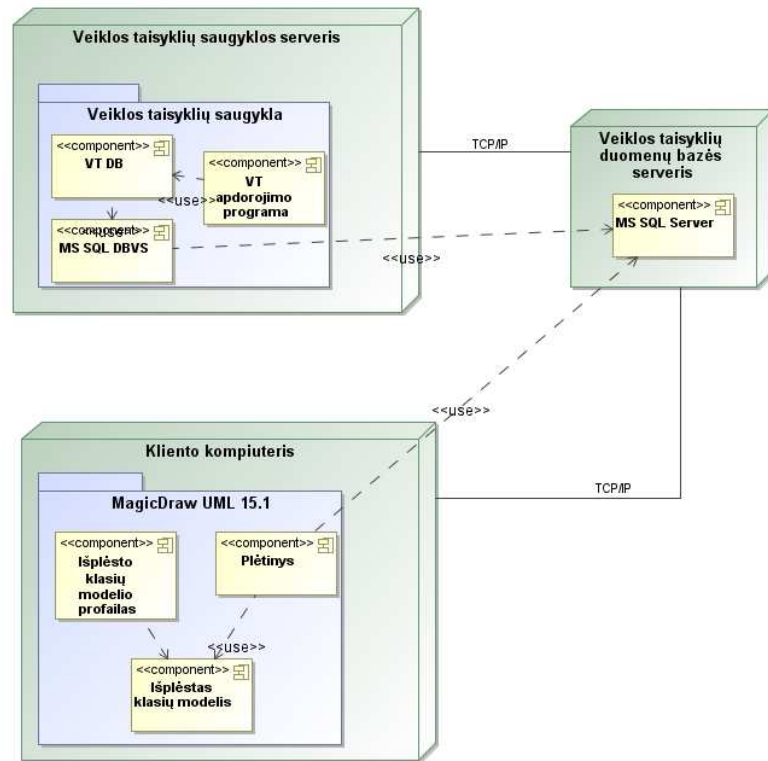 Veiklos taisyklių saugyklos serveris
Veiklos taisyklių saugykla
<<component>>
VT DB
<<component>>
VT
apdorojimo
programa
<<use>>
<<use>>
<<component>>
MS SQL DBVS
TCP/IP
Veiklos taisyklių
duomenų bazės
serveris
<<component>>
MS SQL Server
<<use>>
<<use>>
Kliento kompiuteris
TCP/IP
MagicDraw UML 15.1
<<component>>
Išplėsto
klasių
modelio
profailas
<<component>>
Plėtinys
<<use>>
<<component>>
Išplėstas
klasių modelis